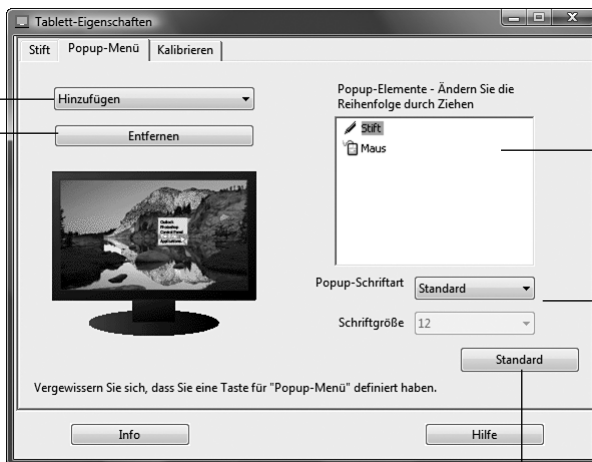 Tablett-Eigenschaften
Stift
Popup-Menü
Kalibrieren
Hinzufügen
Entfernen
Popup-Elemente - Ändern Sie die
Reihenfolge durch Ziehen
Stift
Maus
Popup-Schriftart
Standard
Schriftgröße
12
Standard
Vergewissern Sie sich, dass Sie eine Taste für "Popup-Menü" definiert haben.
Info
Hilfe